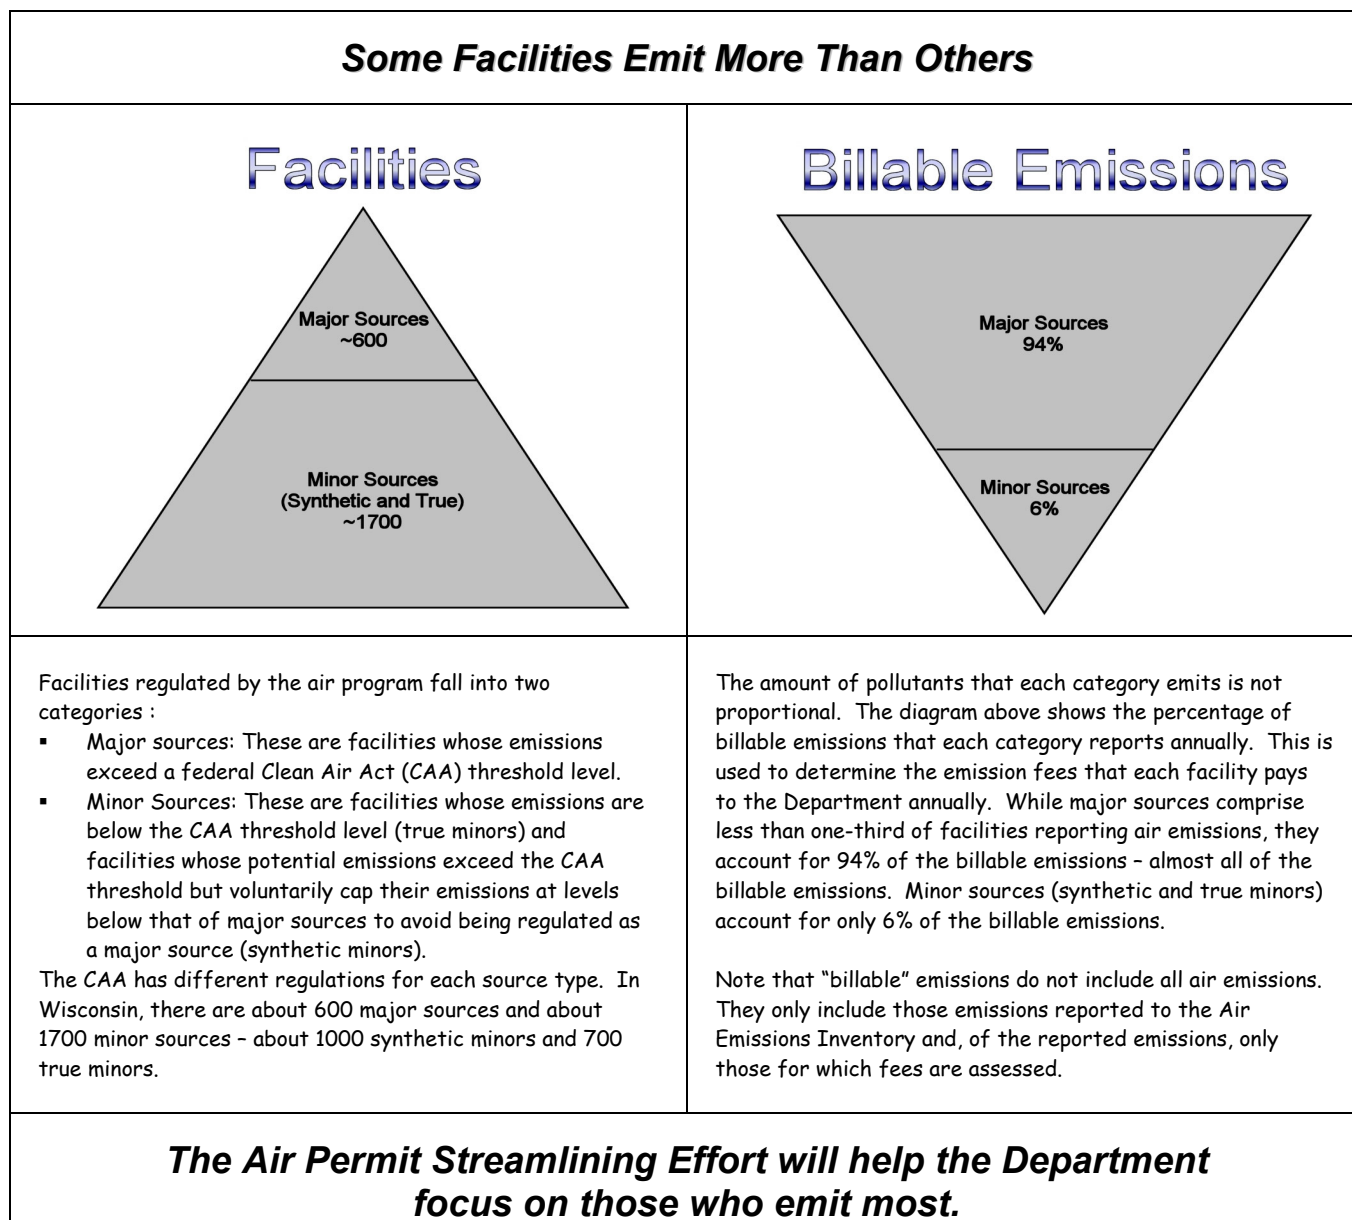 Some Facilities Emit More Than Others
Facilities
Major Sources
~600
Minor Sources
(Synthetic and True)
~1700
Billable Emissions
Major Sources
94%
Minor Sources
6%
Facilities regulated by the air program fall into two
categories :
▪ Major sources: These are facilities whose emissions
exceed a federal Clean Air Act (CAA) threshold level.
▪ Minor Sources: These are facilities whose emissions are
below the CAA threshold level (true minors) and
facilities whose potential emissions exceed the CAA
threshold but voluntarily cap their emissions at levels
below that of major sources to avoid being regulated as
a major source (synthetic minors).
The CAA has different regulations for each source type. In
Wisconsin, there are about 600 major sources and about
1700 minor sources – about 1000 synthetic minors and 700
true minors.
The amount of pollutants that each category emits is not
proportional. The diagram above shows the percentage of
billable emissions that each category reports annually. This is
used to determine the emission fees that each facility pays
to the Department annually. While major sources comprise
less than one-third of facilities reporting air emissions, they
account for 94% of the billable emissions – almost all of the
billable emissions. Minor sources (synthetic and true minors)
account for only 6% of the billable emissions.
Note that “billable” emissions do not include all air emissions.
They only include those emissions reported to the Air
Emissions Inventory and, of the reported emissions, only
those for which fees are assessed.
The Air Permit Streamlining Effort will help the Department
focus on those who emit most.